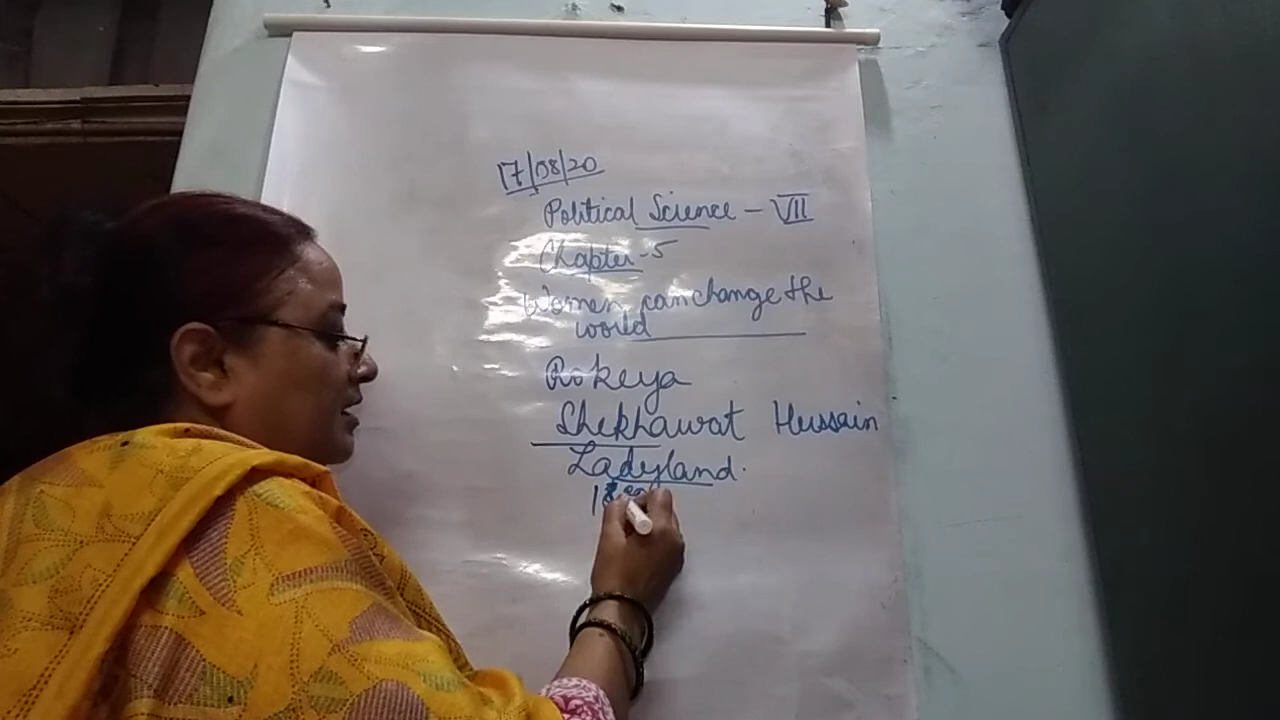 17/08/20
Political Science - VII
Chapter - 5
Women can change the
world
Rokeya
Shekhawat Hussain
Ladyland.